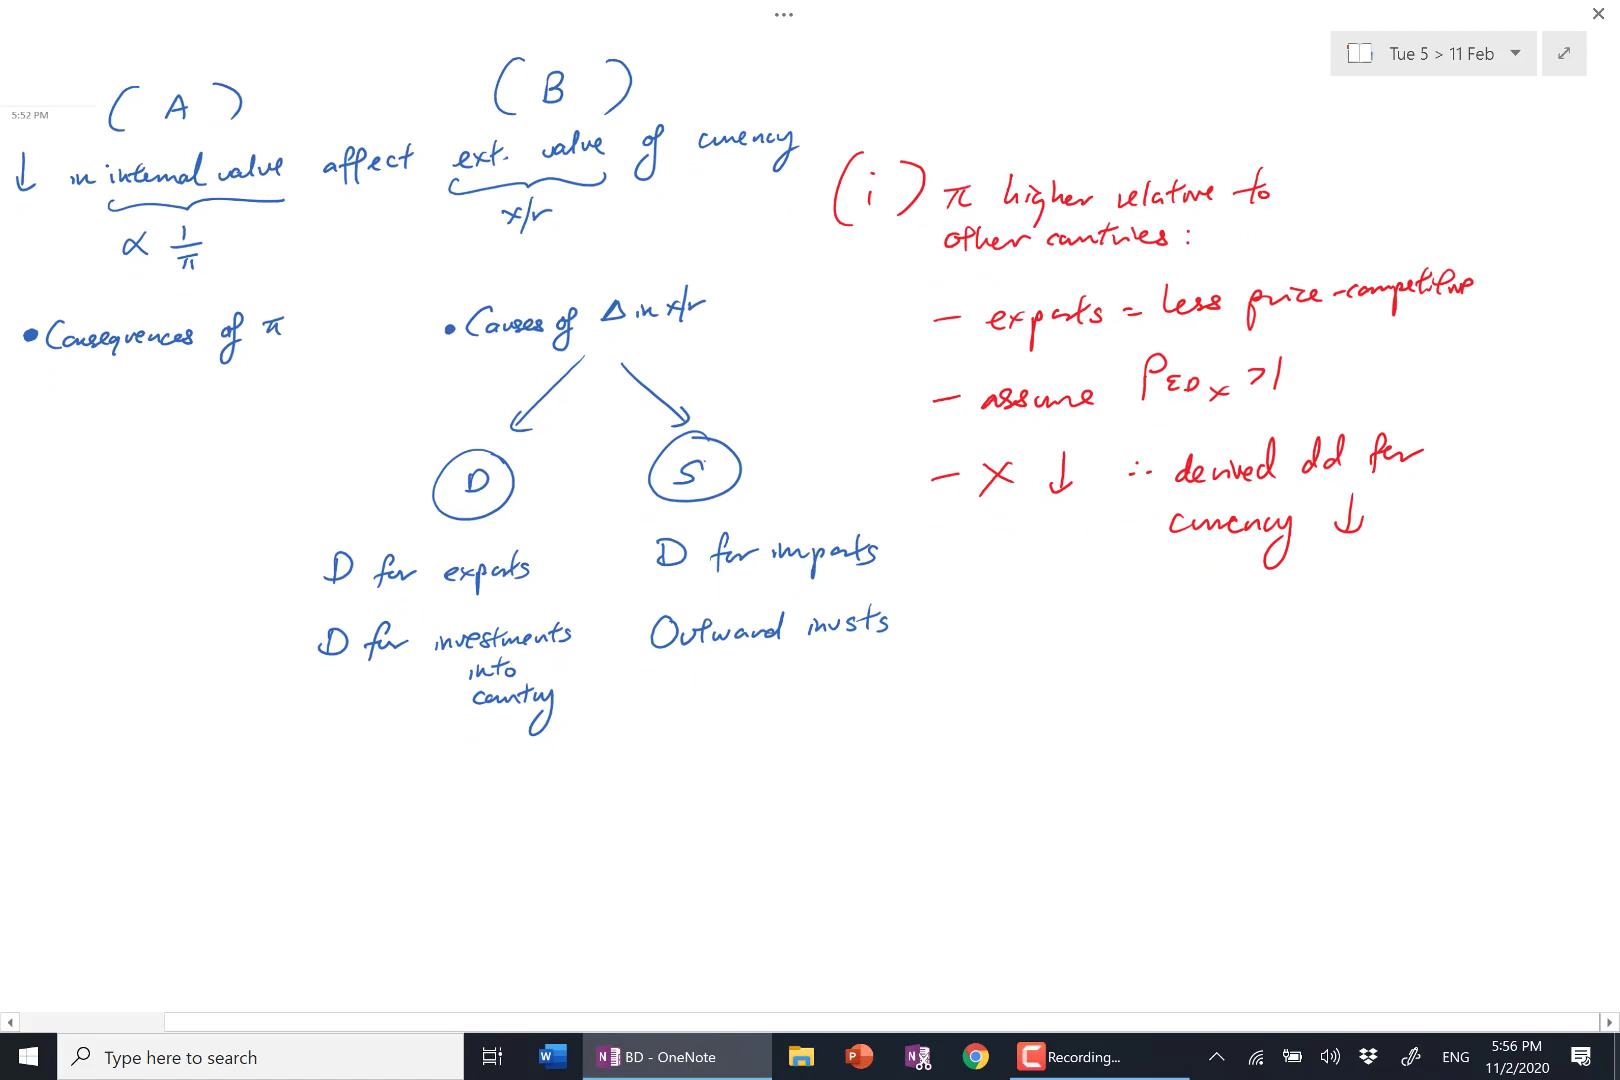 Tue 5 > 11 Feb
5:52 PM
(A) (B)
↓ in internal value affect ext. value of currency
∝ 1/π
x/r
• Consequences of π
• Causes of Δ in x/r
D S
D for exports
D for imports
D for investments
into
country
Outward invsts
(i) π higher relative to
other countries :
- exports = less price-competitive
- assume PED x >1
- X ↓ ∴ derived dd for
currency ↓
Type here to search
BD - OneNote
Recording...
ENG
5:56 PM
11/2/2020